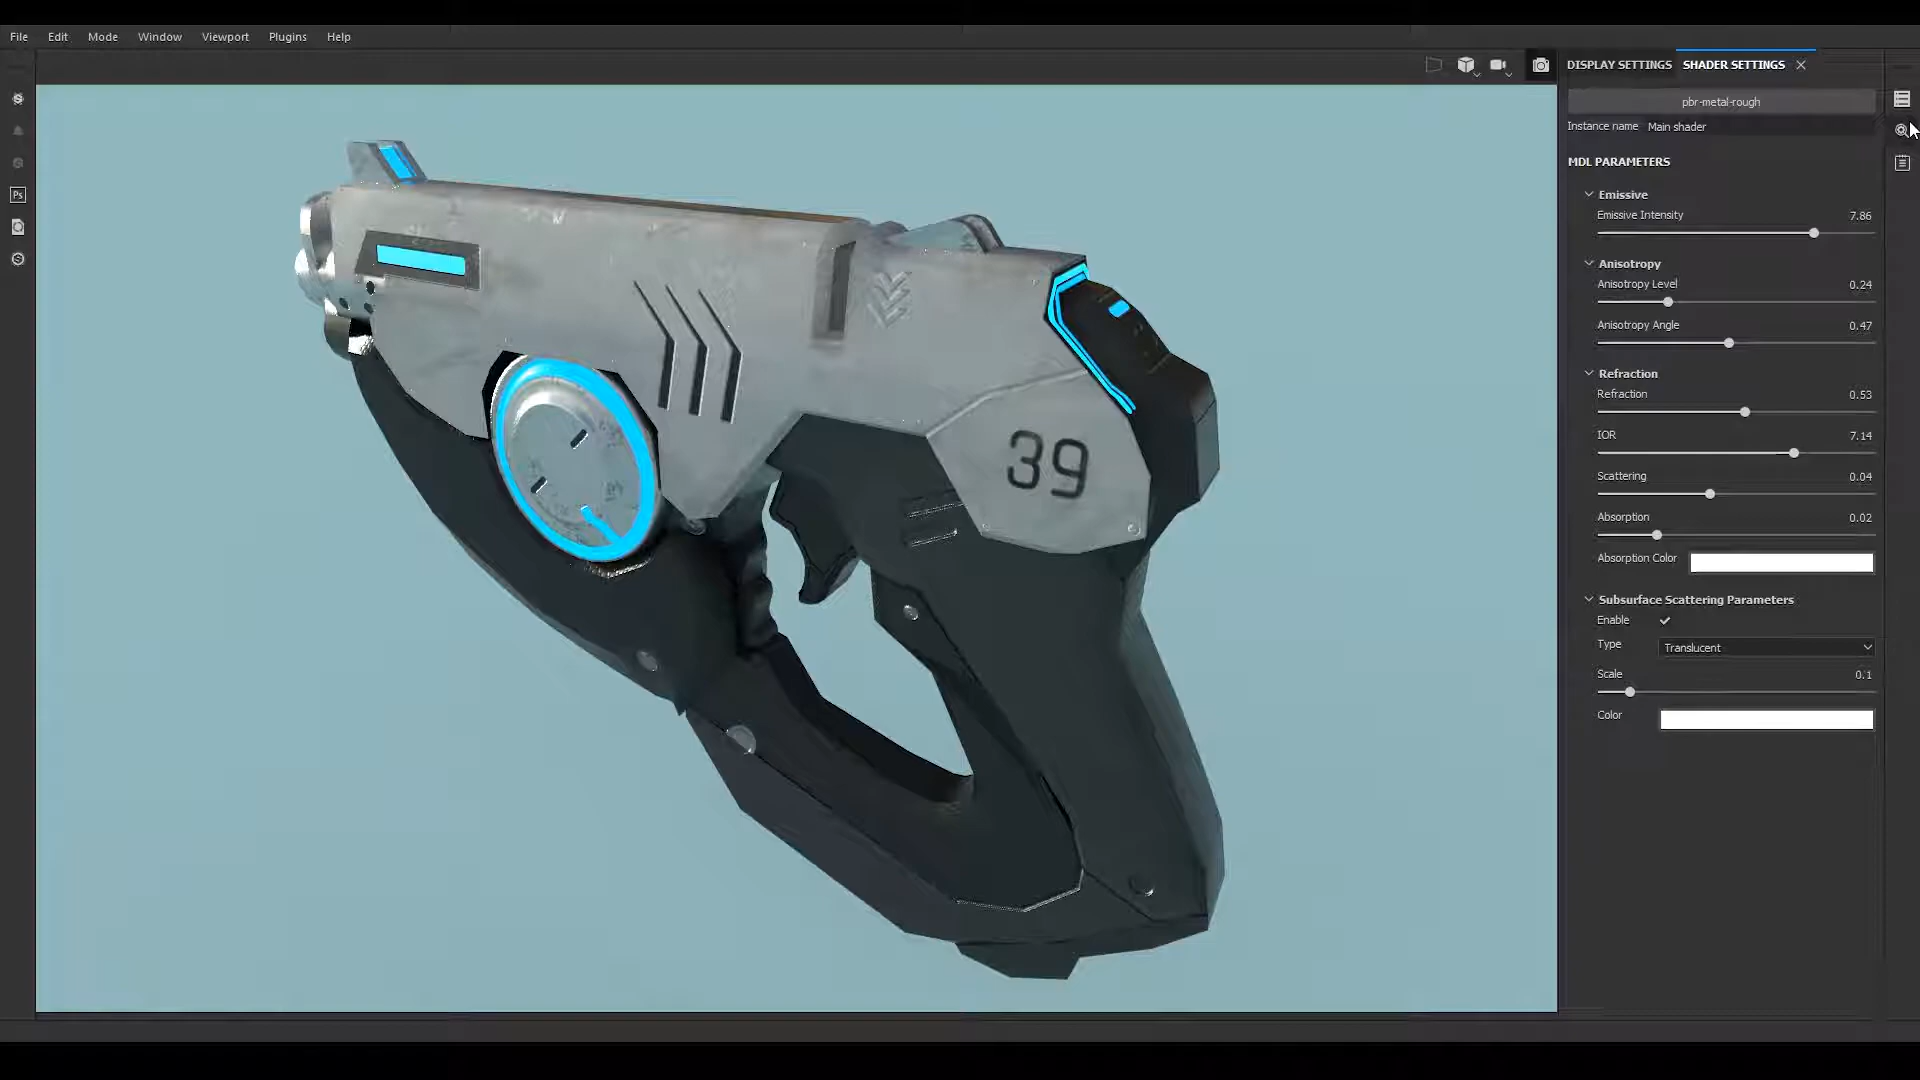 File Edit Mode Window Viewport Plugins Help
DISPLAY SETTINGS SHADER SETTINGS
pbr-metal-rough
Instance name Main shader
MDL PARAMETERS
Emissive
Emissive Intensity 7.86
Anisotropy
Anisotropy Level 0.24
Anisotropy Angle 0.47
Refraction
Refraction 0.53
IOR 7.14
Scattering 0.04
Absorption 0.02
Absorption Color
Subsurface Scattering Parameters
Enable
Type Translucent
Scale 0.1
Color
Ps
39